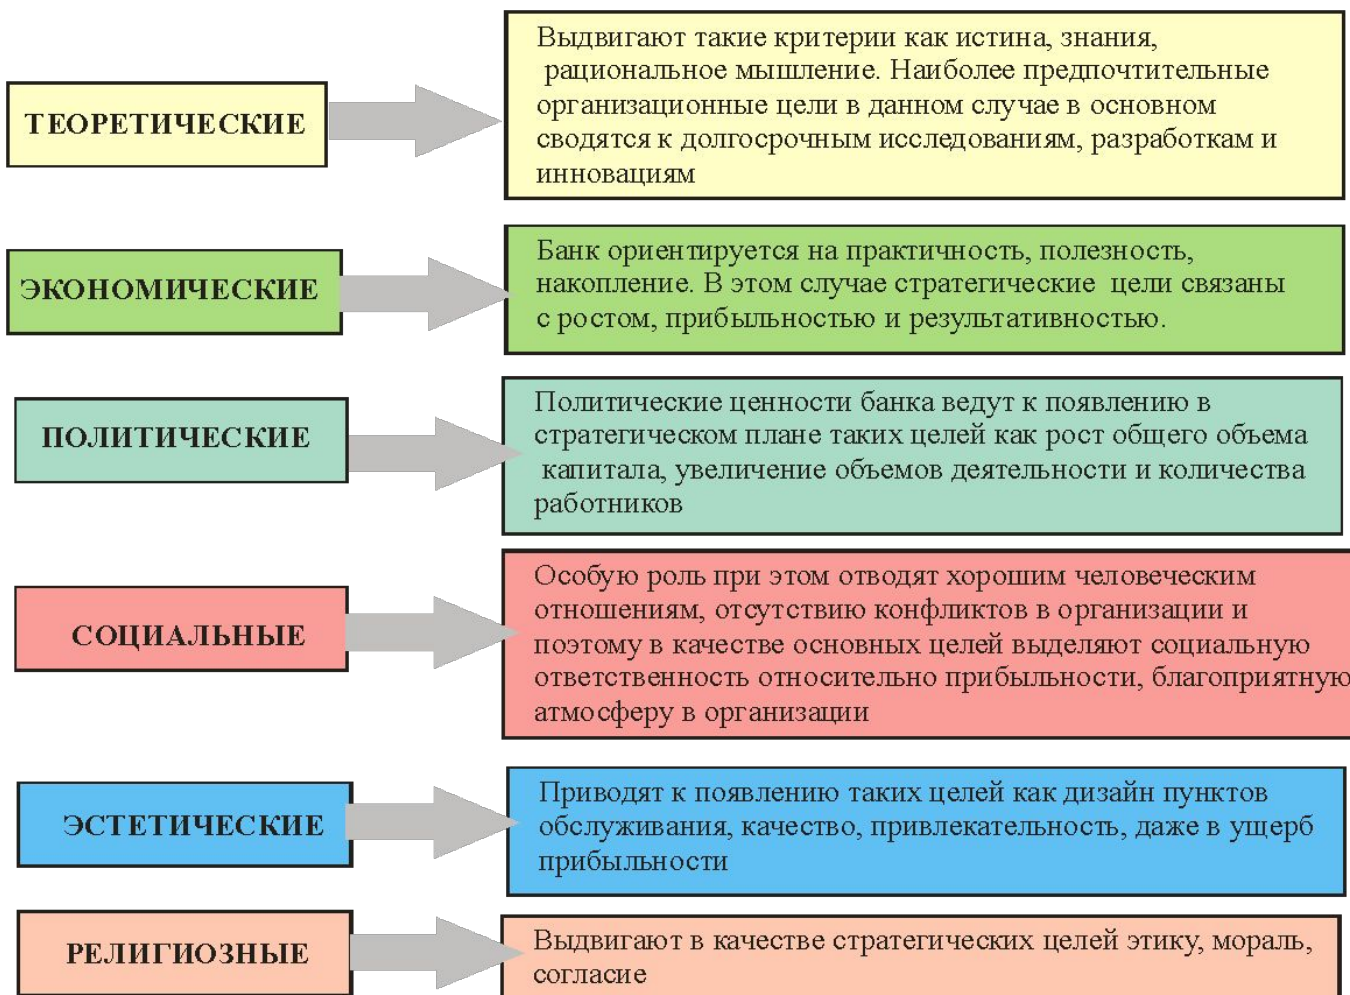 ТЕОРЕТИЧЕСКИЕ
Выдвигают такие критерии как истина, знания,
рациональное мышление. Наиболее предпочтительные
организационные цели в данном случае в основном
сводятся к долгосрочным исследованиям, разработкам и
инновациям
ЭКОНОМИЧЕСКИЕ
Банк ориентируется на практичность, полезность,
накопление. В этом случае стратегические цели связаны
с ростом, прибыльностью и результативностью.
ПОЛИТИЧЕСКИЕ
Политические ценности банка ведут к появлению в
стратегическом плане таких целей как рост общего объема
капитала, увеличение объемов деятельности и количества
работников
СОЦИАЛЬНЫЕ
Особую роль при этом отводят хорошим человеческим
отношениям, отсутствию конфликтов в организации и
поэтому в качестве основных целей выделяют социальную
ответственность относительно прибыльности, благоприятную
атмосферу в организации
ЭСТЕТИЧЕСКИЕ
Приводят к появлению таких целей как дизайн пунктов
обслуживания, качество, привлекательность, даже в ущерб
прибыльности
РЕЛИГИОЗНЫЕ
Выдвигают в качестве стратегических целей этику, мораль,
согласие